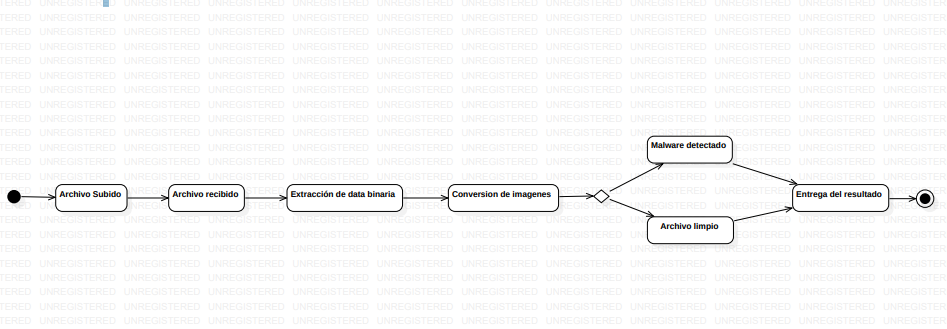 Malware detectado
Archivo Subido
Archivo recibido
Extracción de data binaria
Conversion de imagenes
Entrega del resultado
Archivo limpio
UNREGISTERED